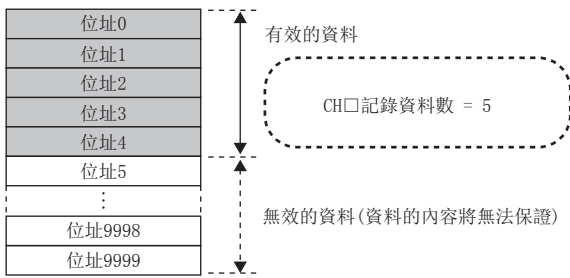 位址0
有效的資料
位址1
位址2
CH□記錄資料數 = 5
位址3
位址4
位址5
⋮
無效的資料(資料的內容將無法保證)
位址9998
位址9999